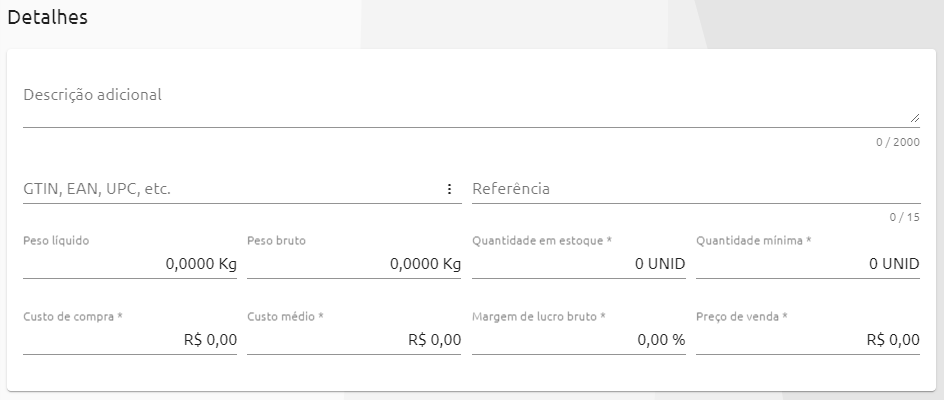 Detalhes
Descrição adicional
0 / 2000
GTIN, EAN, UPC, etc. Referência
0 / 15
Peso líquido Peso bruto Quantidade em estoque * Quantidade mínima *
0,0000 Kg 0,0000 Kg 0 UNID 0 UNID
Custo de compra * Custo médio * Margem de lucro bruto * Preço de venda *
R$ 0,00 R$ 0,00 0,00 % R$ 0,00